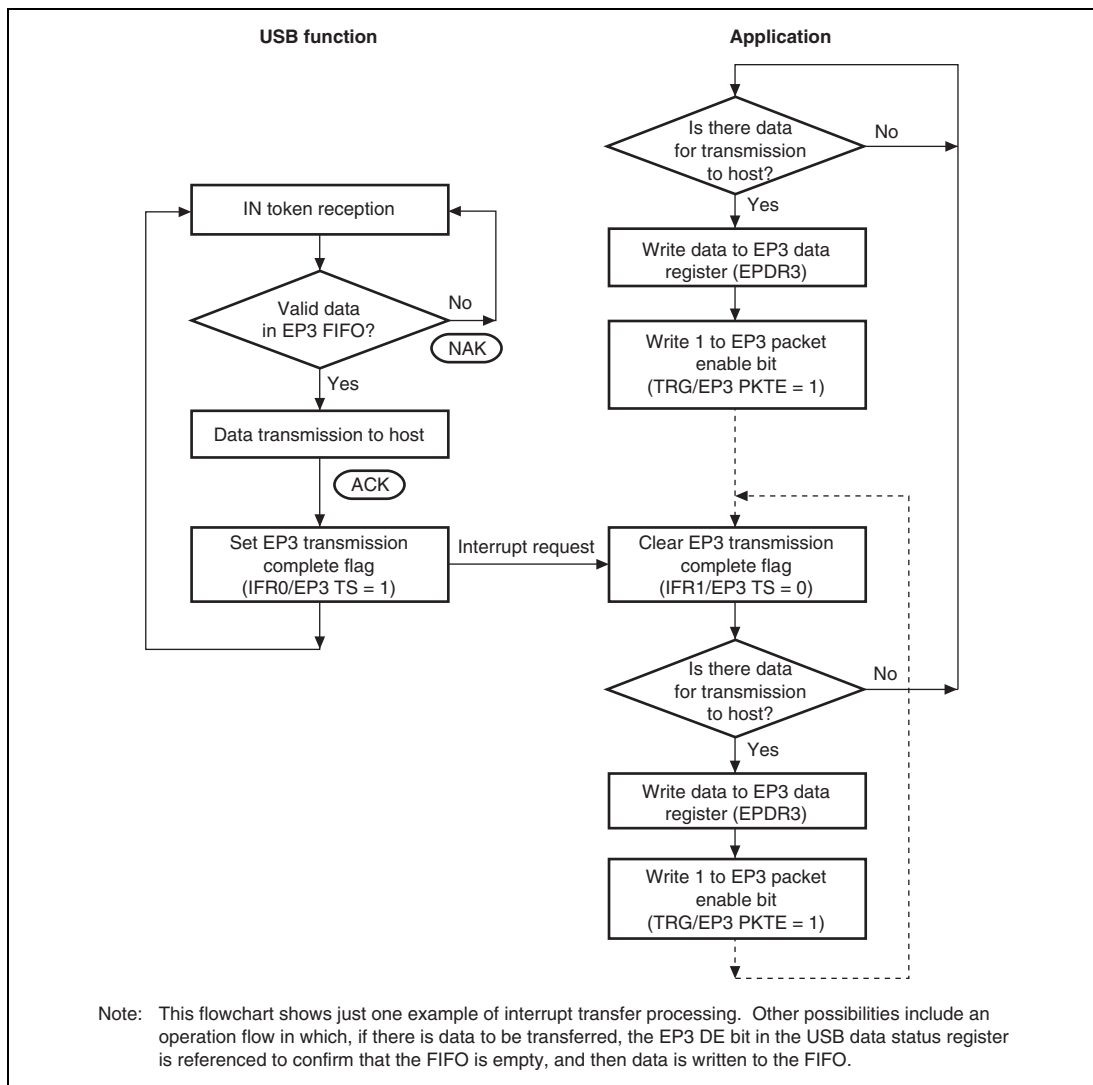 USB function
Application
Is there data
for transmission
to host?
No
Yes
IN token reception
Write data to EP3 data
register (EPDR3)
Valid data
in EP3 FIFO?
No
NAK
Yes
Write 1 to EP3 packet
enable bit
(TRG/EP3 PKTE = 1)
Data transmission to host
ACK
Set EP3 transmission
complete flag
(IFR0/EP3 TS = 1)
Interrupt request
Clear EP3 transmission
complete flag
(IFR1/EP3 TS = 0)
Is there data
for transmission
to host?
No
Yes
Write data to EP3 data
register (EPDR3)
Write 1 to EP3 packet
enable bit
(TRG/EP3 PKTE = 1)
Note: This flowchart shows just one example of interrupt transfer processing. Other possibilities include an
operation flow in which, if there is data to be transferred, the EP3 DE bit in the USB data status register
is referenced to confirm that the FIFO is empty, and then data is written to the FIFO.